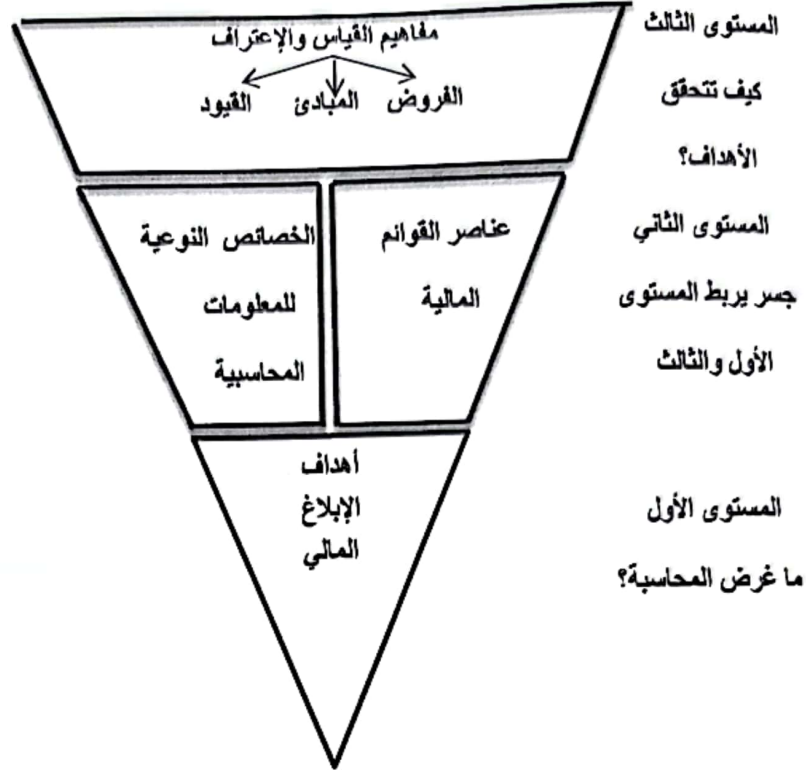 المستوى الثالث
كيف تتحقق
الأهداف؟
مفاهيم القياس والإعتراف
الفروض
المبادئ
القيود
المستوى الثاني
جسر يربط المستوى
الأول والثالث
عناصر القوائم
المالية
الخصائص النوعية
للمعلومات
المحاسبية
المستوى الأول
ما غرض المحاسبة؟
أهداف
الإبلاغ
المالي